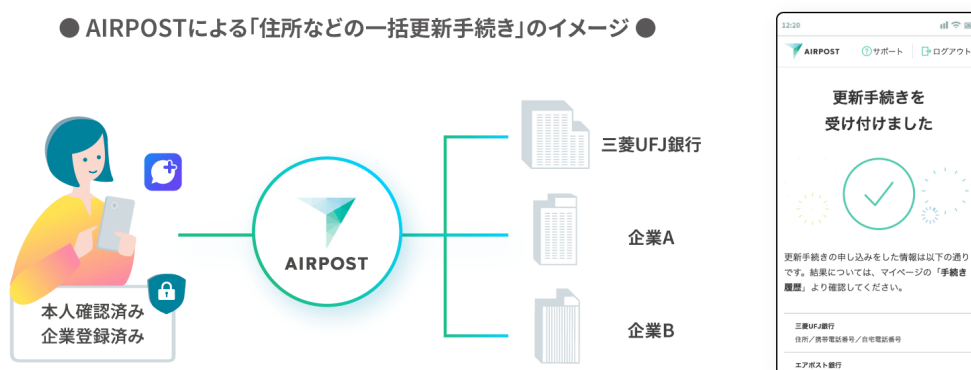 ● AIRPOSTによる「住所などの一括更新手続き」のイメージ ●
本人確認済み
企業登録済み
AIRPOST
三菱UFJ銀行
企業A
企業B
12:20
AIRPOST ?サポート ログアウト
更新手続きを
受け付けました
更新手続きの申し込みをした情報は以下の通り
です。結果については、マイページの「手続き
履歴」より確認してください。
三菱UFJ銀行
住所／携帯電話番号／自宅電話番号
エアポスト銀行